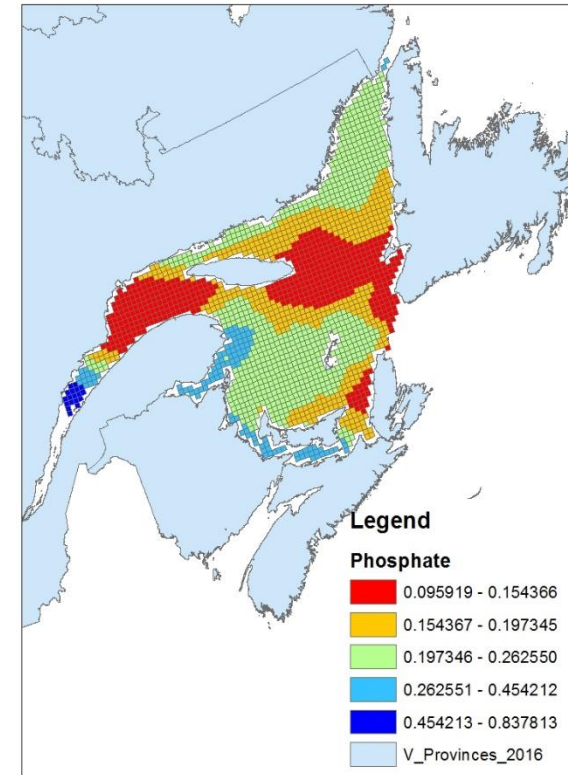 Legend
Phosphate
0.095919 - 0.154366
0.154367 - 0.197345
0.197346 - 0.262550
0.262551 - 0.454212
0.454213 - 0.837813
V_Provinces_2016